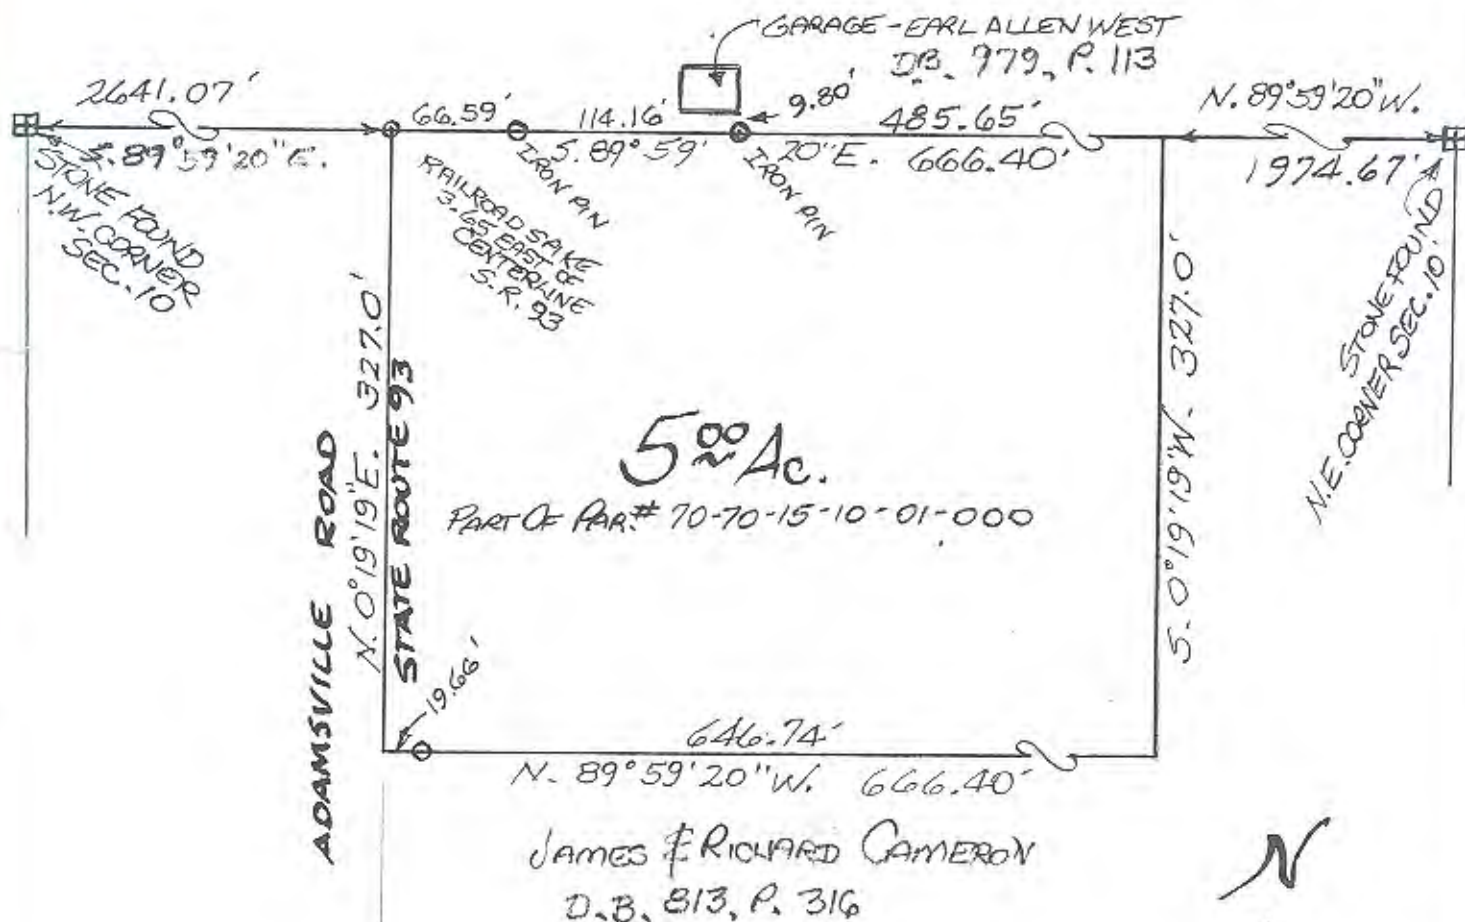 GARAGE - EARL ALLEN WEST
D.B. 979, P. 113
2641.07'
S. 89°59'20"E.
STONE FOUND
N.W. CORNER
SEC. 10
66.59'
114.16'
9.80'
485.65'
S. 89°59'20"E. 666.40'
IRON PIN
IRON PIN
RAILROAD SPIKE
3.65 EAST OF
CENTERLINE
S.R. 93
N. 89°59'20"W.
1974.67'
STONE FOUND
N.E. CORNER SEC. 10
ADAMSVILLE ROAD
N. 0°19'19"E. 327.0'
STATE ROUTE 93
5.00 Ac.
PART OF PAR.# 70-70-15-10-01-000
S. 0°19'19"W. 327.0'
19.66'
646.74'
N. 89°59'20"W. 666.40'
JAMES & RICHARD CAMERON
D.B. 813, P. 316
N